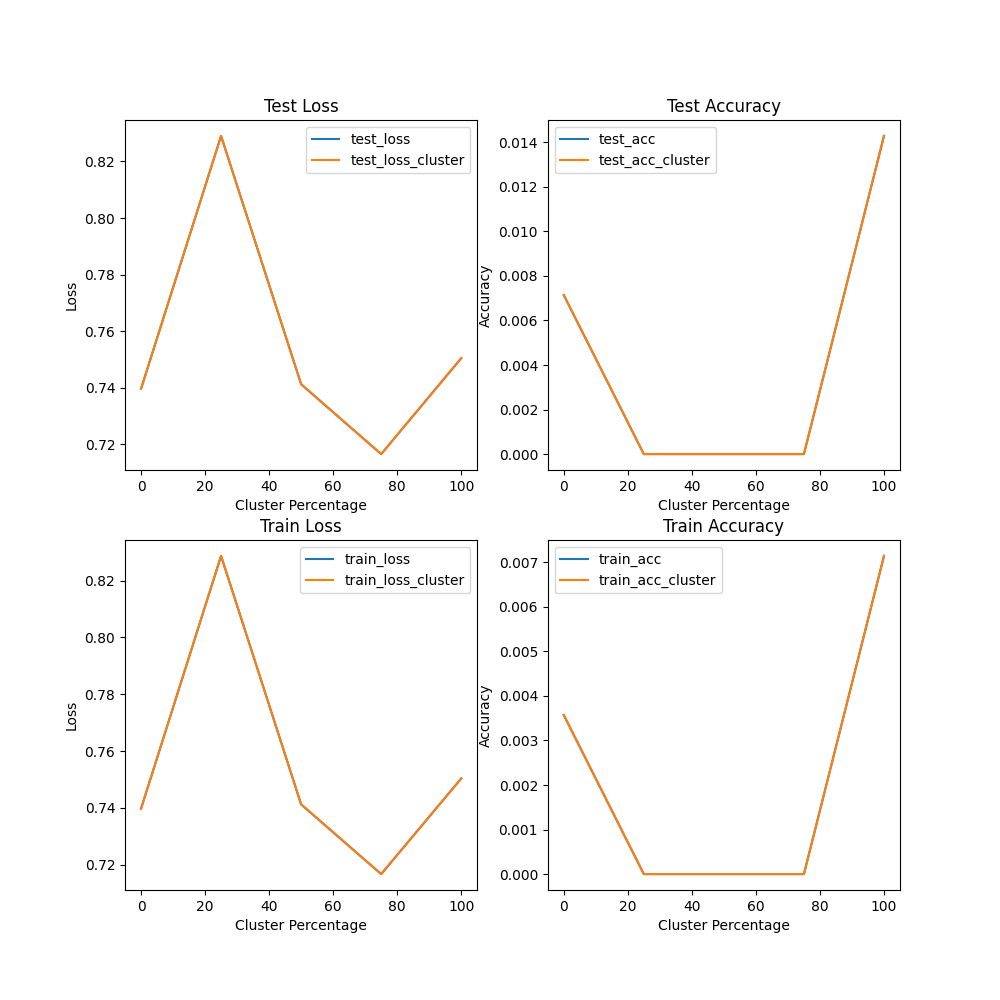 Test Loss
test_loss
test_loss_cluster
0.82
0.80
0.78
0.76
0.74
0.72
Loss
0 20 40 60 80 100
Cluster Percentage
Test Accuracy
test_acc
test_acc_cluster
0.014
0.012
0.010
0.008
0.006
0.004
0.002
0.000
Accuracy
0 20 40 60 80 100
Cluster Percentage
Train Loss
train_loss
train_loss_cluster
0.82
0.80
0.78
0.76
0.74
0.72
Loss
0 20 40 60 80 100
Cluster Percentage
Train Accuracy
train_acc
train_acc_cluster
0.007
0.006
0.005
0.004
0.003
0.002
0.001
0.000
Accuracy
0 20 40 60 80 100
Cluster Percentage